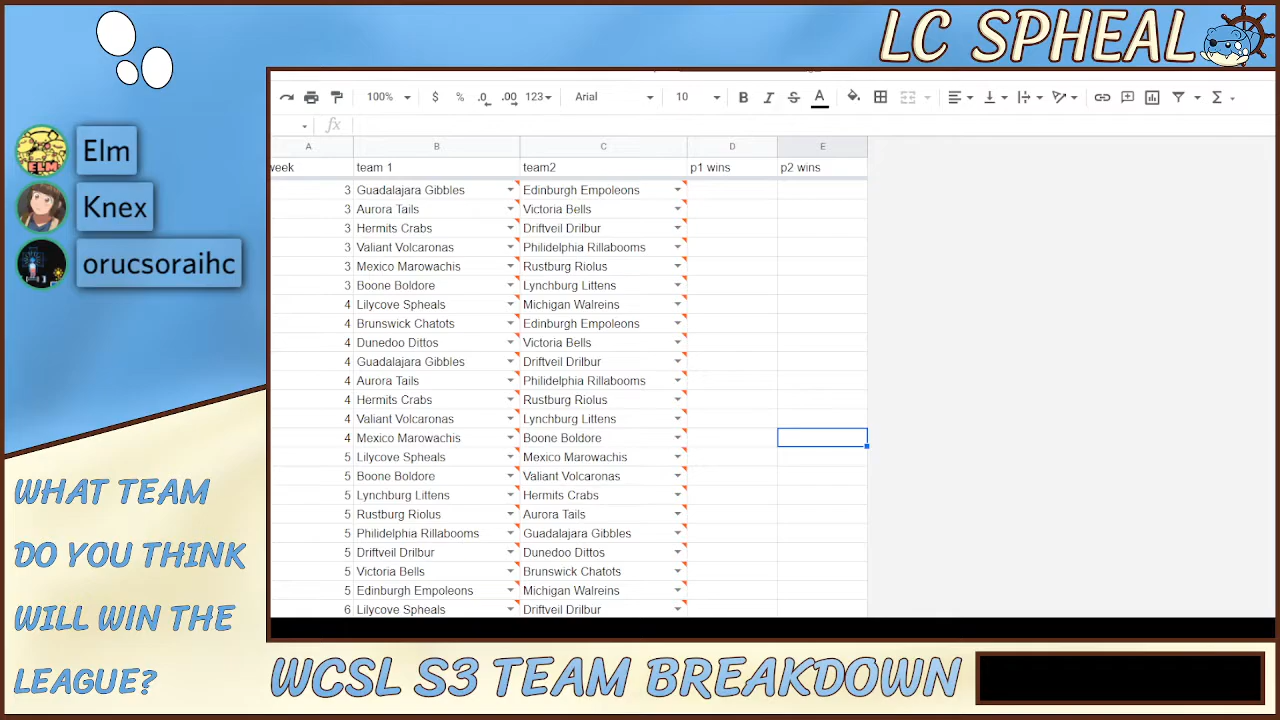 LC SPHEAL
Elm
Knex
orucsoraihc
100% $ % .0 .00 123 Arial 10 B I S A
fx
A B C D E
week team 1 team2 p1 wins p2 wins
3 Guadalajara Gibbles Edinburgh Empoleons
3 Aurora Tails Victoria Bells
3 Hermits Crabs Driftveil Drilbur
3 Valiant Volcaronas Philidelphia Rillabooms
3 Mexico Marowachis Rustburg Riolus
3 Boone Boldore Lynchburg Littens
4 Lilycove Spheals Michigan Walreins
4 Brunswick Chatots Edinburgh Empoleons
4 Dunedoo Dittos Victoria Bells
4 Guadalajara Gibbles Driftveil Drilbur
4 Aurora Tails Philidelphia Rillabooms
4 Hermits Crabs Rustburg Riolus
4 Valiant Volcaronas Lynchburg Littens
4 Mexico Marowachis Boone Boldore
5 Lilycove Spheals Mexico Marowachis
5 Boone Boldore Valiant Volcaronas
5 Lynchburg Littens Hermits Crabs
5 Rustburg Riolus Aurora Tails
5 Philidelphia Rillabooms Guadalajara Gibbles
5 Driftveil Drilbur Dunedoo Dittos
5 Victoria Bells Brunswick Chatots
5 Edinburgh Empoleons Michigan Walreins
6 Lilycove Spheals Driftveil Drilbur
WHAT TEAM
DO YOU THINK
WILL WIN THE
LEAGUE?
WCSL S3 TEAM BREAKDOWN